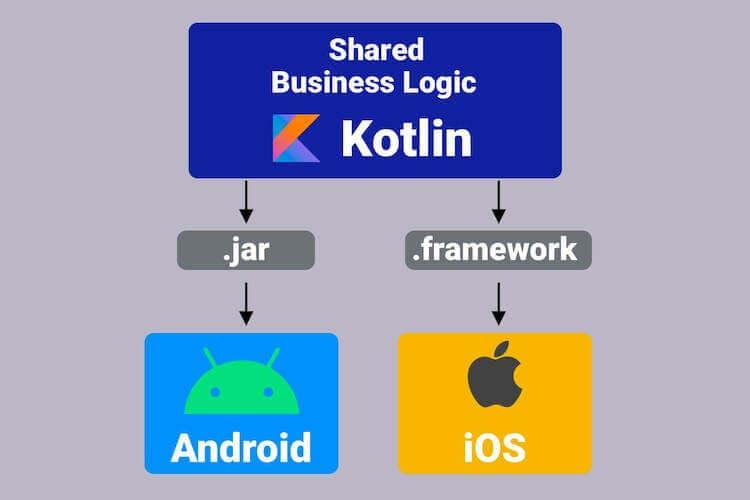 Shared
Business Logic
Kotlin
.jar
.framework
Android
iOS